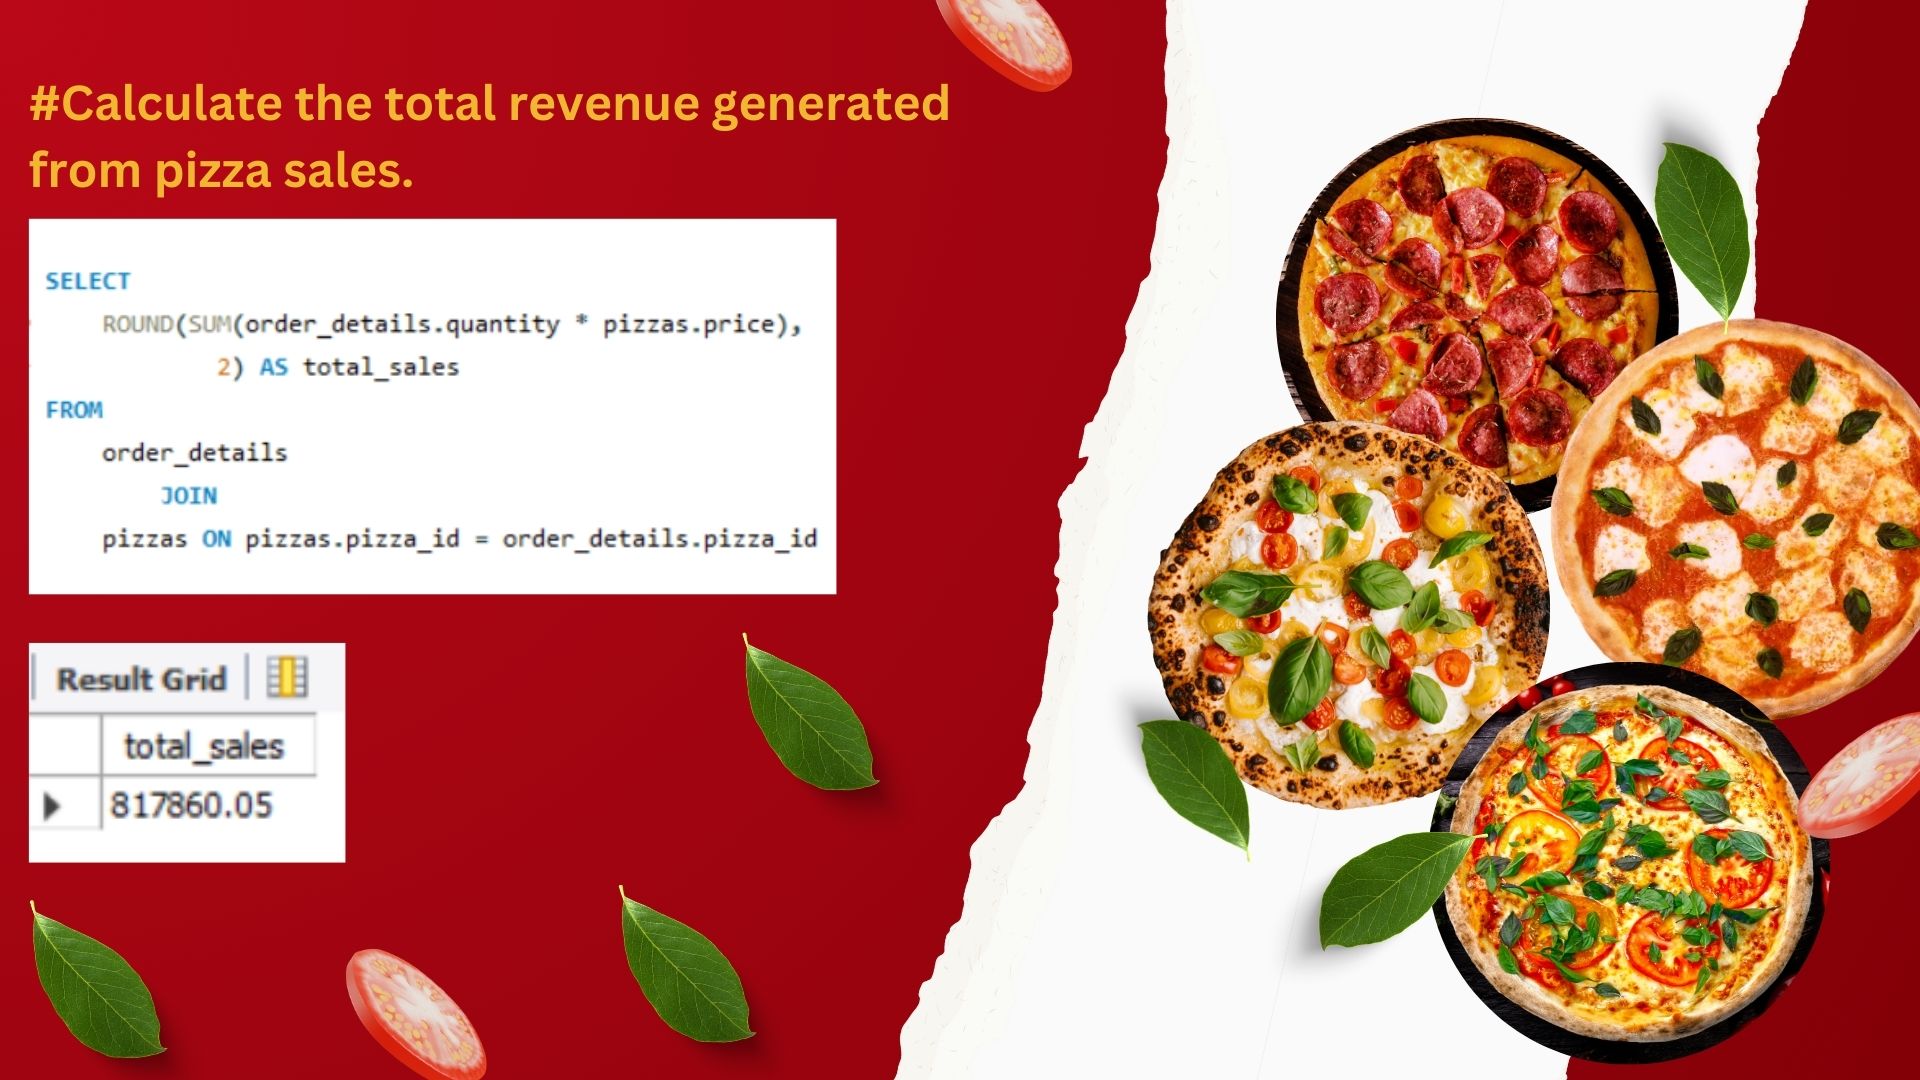 #Calculate the total revenue generated
from pizza sales.
SELECT
ROUND(SUM(order_details.quantity * pizzas.price),
2) AS total_sales
FROM
order_details
JOIN
pizzas ON pizzas.pizza_id = order_details.pizza_id
Result Grid
total_sales
817860.05